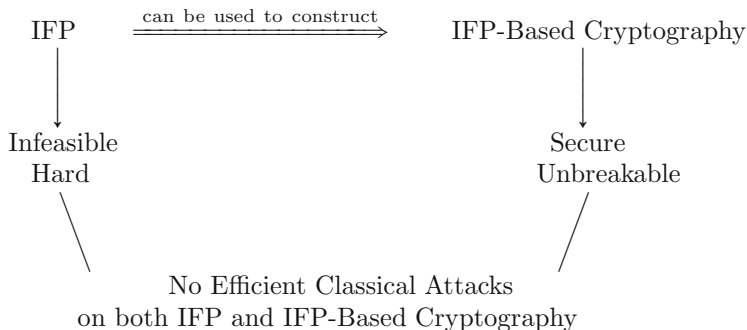 can be used to construct
IFP
IFP-Based Cryptography
Infeasible
Hard
Secure
Unbreakable
No Efficient Classical Attacks
on both IFP and IFP-Based Cryptography